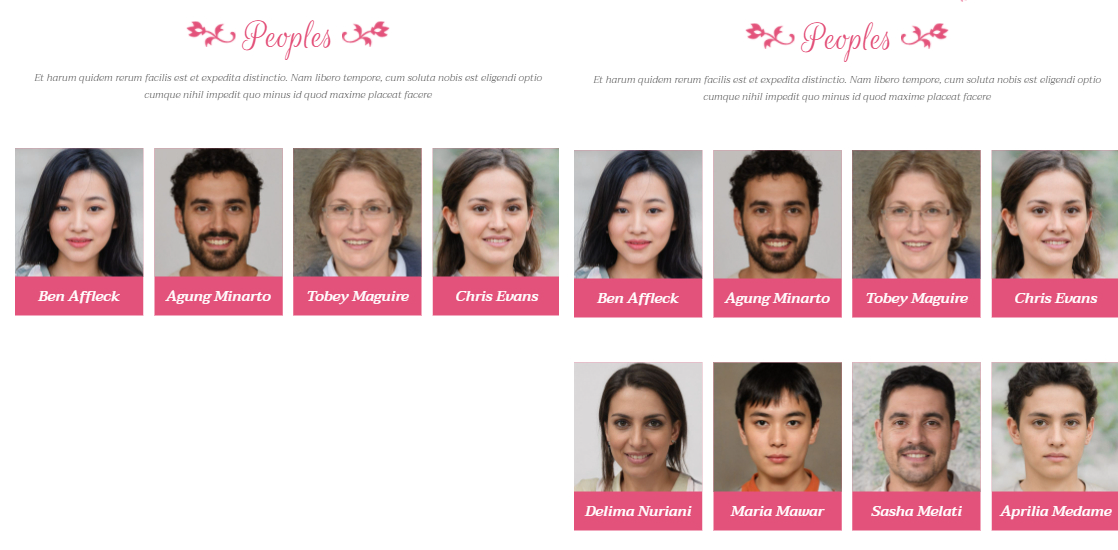 Peoples
Et harum quidem rerum facilis est et expedita distinctio. Nam libero tempore, cum soluta nobis est eligendi optio
cumque nihil impedit quo minus id quod maxime placeat facere
Ben Affleck
Agung Minarto
Tobey Maguire
Chris Evans
Peoples
Et harum quidem rerum facilis est et expedita distinctio. Nam libero tempore, cum soluta nobis est eligendi optio
cumque nihil impedit quo minus id quod maxime placeat facere
Ben Affleck
Agung Minarto
Tobey Maguire
Chris Evans
Delima Nuriani
Maria Mawar
Sasha Melati
Aprilia Medame